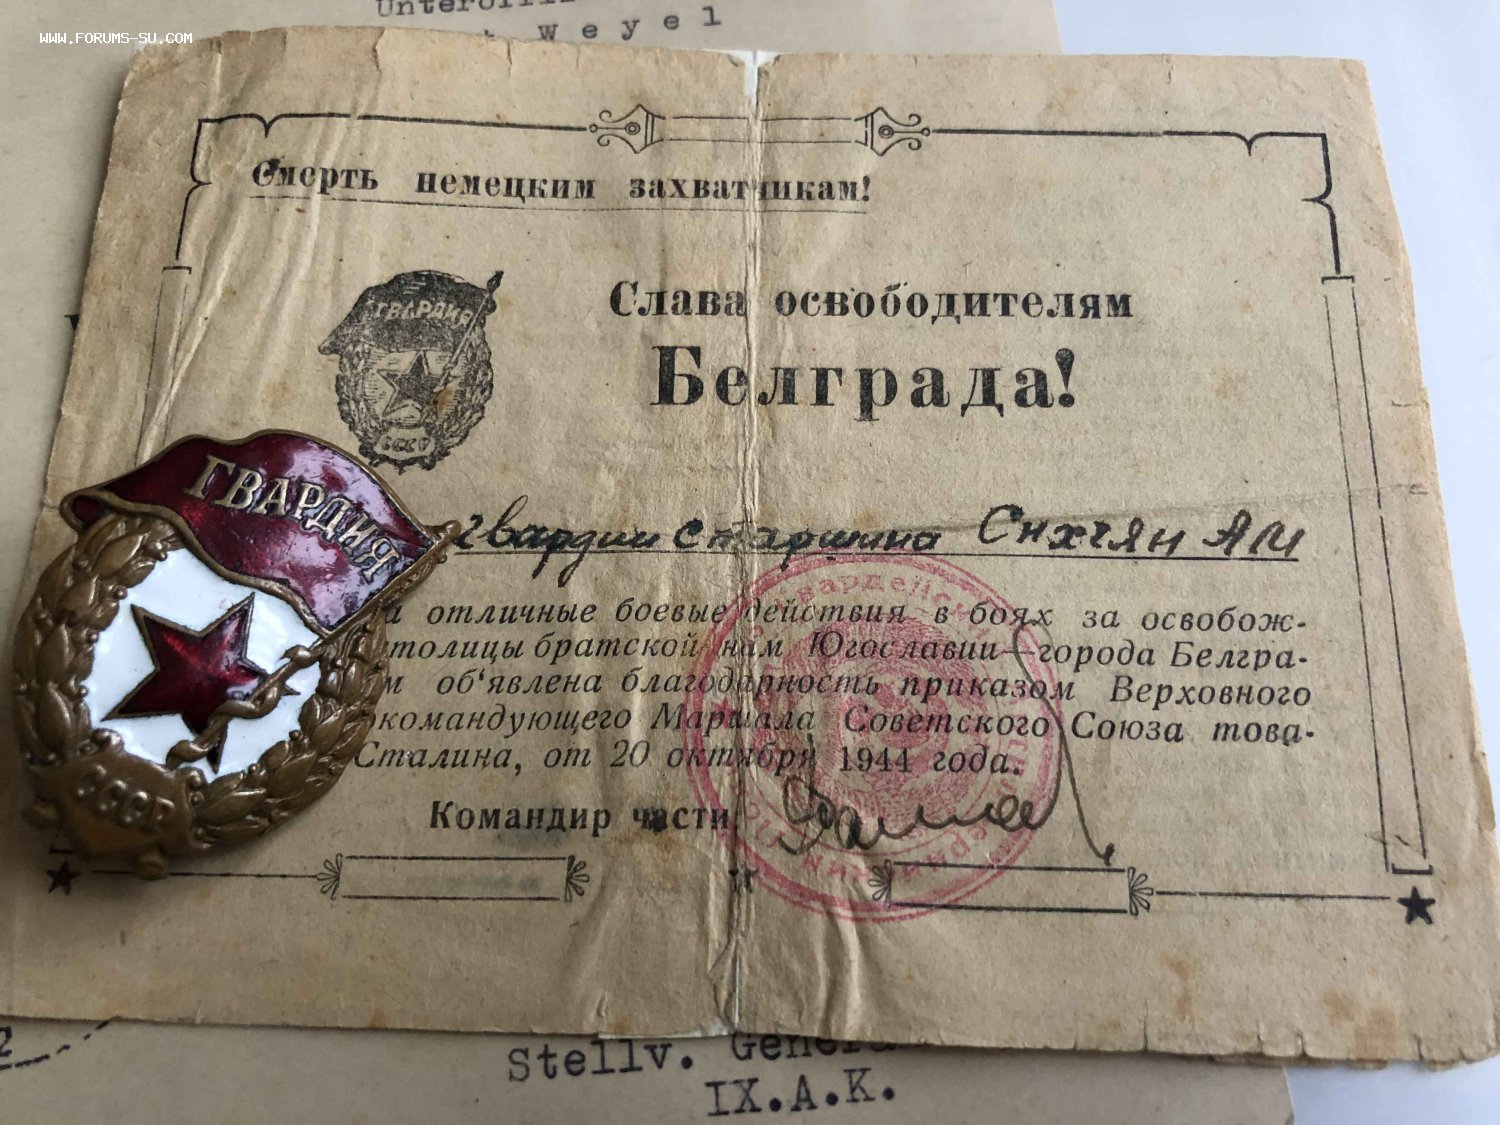 WWW.FORUMS-SU.COM
Weyel
Смерть немецким захватчикам!
ГВАРДИЯ
СССР
Слава освободителям
Белграда!
гвардии старшина
ГВАРДИЯ
СССР
отличные боевые действия в боях за освобож-
столицы братской нам Югославии—города Белгра-
об'явлена благодарность приказом Верховного
Маршала Советского Союза това-
Сталина, от 20 октября 1944 года.
Командир части
Stellv.
IX.A.K.